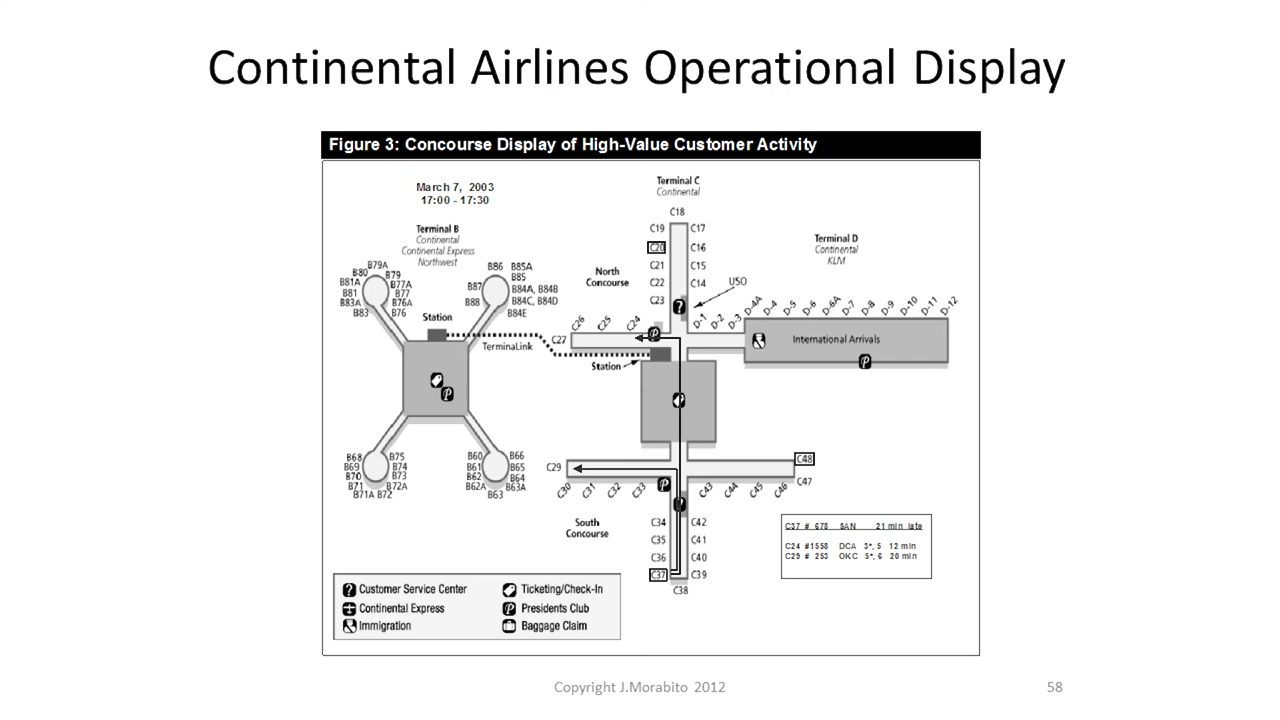 Continental Airlines Operational Display
Figure 3: Concourse Display of High-Value Customer Activity
March 7, 2003
17:00 - 17:30
Terminal B
Continental
Continental Express
Northwest
B79A
B80
B79
B81A
B77A
B81
B77
B83A
B76A
B83
B76
B86
B85A
B85
B87
B84A, B84B
B88
B84C, B84D
B84E
Station
TerminaLink
B68
B75
B69
B74
B70
B73
B71
B72A
B71A
B72
B60
B66
B61
B65
B62
B64
B62A
B63A
B63
Terminal C
Continental
C18
C19
C17
C20
C16
C21
C15
C22
C14
C23
North
Concourse
USO
C26
C25
C24
C27
Station
D-1
D-2
D-3
Terminal D
Continental
KLM
D-4A
D-4
D-5
D-6
D-6A
D-7
D-8
D-9
D-10
D-11
D-12
International Arrivals
C29
C30
C31
C32
C33
C43
C44
C45
C46
C48
C47
South
Concourse
C34
C42
C35
C41
C36
C40
C37
C39
C38
C37 # 678 SAN 21 min late
C24 #1558 DCA 3*, 5 12 min
C29 # 253 OKC 5*, 6 20 min
Customer Service Center
Ticketing/Check-In
Continental Express
Presidents Club
Immigration
Baggage Claim
Copyright J.Morabito 2012
58